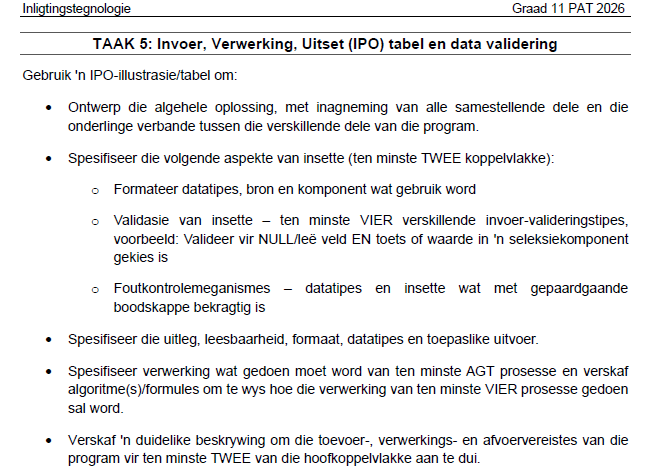 Inligtingstegnologie Graad 11 PAT 2026
TAAK 5: Invoer, Verwerking, Uitset (IPO) tabel en data validering
Gebruik 'n IPO-illustrasie/tabel om:
• Ontwerp die algehele oplossing, met inagneming van alle samestellende dele en die
onderlinge verbande tussen die verskillende dele van die program.
• Spesifiseer die volgende aspekte van insette (ten minste TWEE koppelvlakke):
o Formateer datatipes, bron en komponent wat gebruik word
o Validasie van insette – ten minste VIER verskillende invoer-valideringstipes,
voorbeeld: Valideer vir NULL/leë veld EN toets of waarde in 'n seleksiekomponent
gekies is
o Foutkontrolemeganismes – datatipes en insette wat met gepaardgaande
boodskappe bekragtig is
• Spesifiseer die uitleg, leesbaarheid, formaat, datatipes en toepaslike uitvoer.
• Spesifiseer verwerking wat gedoen moet word van ten minste AGT prosesse en verskaf
algoritme(s)/formules om te wys hoe die verwerking van ten minste VIER prosesse gedoen
sal word.
• Verskaf 'n duidelike beskrywing om die toevoer-, verwerkings- en afvoervereistes van die
program vir ten minste TWEE van die hoofkoppelvlakke aan te dui.